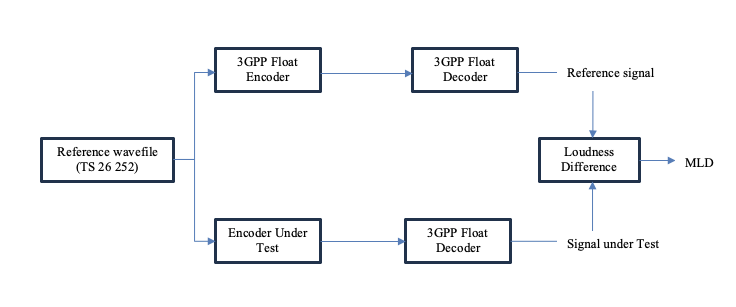 3GPP Float
Encoder
3GPP Float
Decoder
Reference signal
Reference wavefile
(TS 26 252)
Loudness
Difference
MLD
Encoder Under
Test
3GPP Float
Decoder
Signal under Test